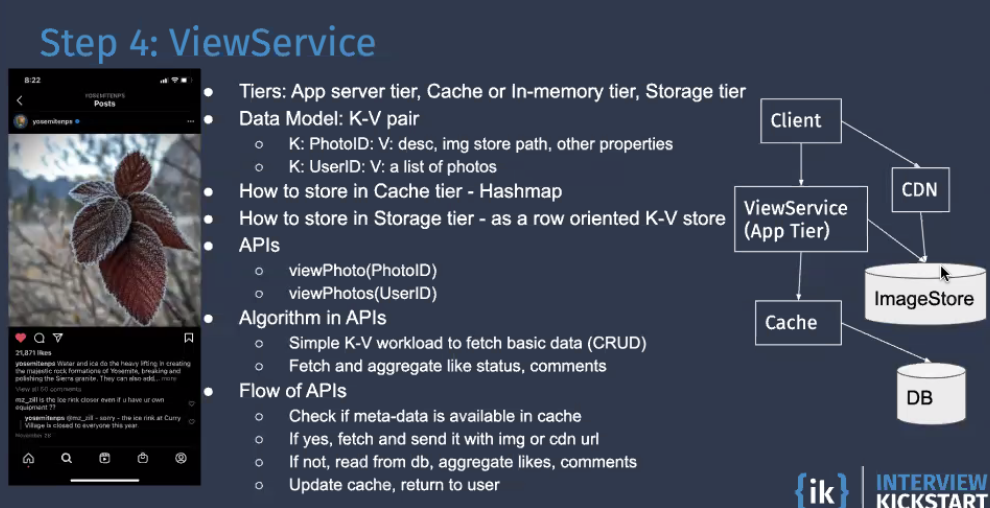 Step 4: ViewService
8:22
YOSEMITENPS
Posts
yosemitenps
21,871 likes
yosemitenps Water and ice do the heavy lifting in creating
the majestic rock formations of Yosemite, breaking and
polishing the Sierra granite. They can also add... more
View all 50 comments
mz_zill is the ice rink closer even if u have ur own
equipment ??
yosemitenps @mz_zill - sorry - the ice rink at Curry
Village is closed to everyone this year.
November 28
Tiers: App server tier, Cache or In-memory tier, Storage tier
Data Model: K-V pair
K: PhotoID: V: desc, img store path, other properties
K: UserID: V: a list of photos
How to store in Cache tier - Hashmap
How to store in Storage tier - as a row oriented K-V store
APIs
viewPhoto(PhotoID)
viewPhotos(UserID)
Algorithm in APIs
Simple K-V workload to fetch basic data (CRUD)
Fetch and aggregate like status, comments
Flow of APIs
Check if meta-data is available in cache
If yes, fetch and send it with img or cdn url
If not, read from db, aggregate likes, comments
Update cache, return to user
Client
CDN
ViewService
(App Tier)
ImageStore
Cache
DB
{ik}
INTERVIEW
KICKSTART